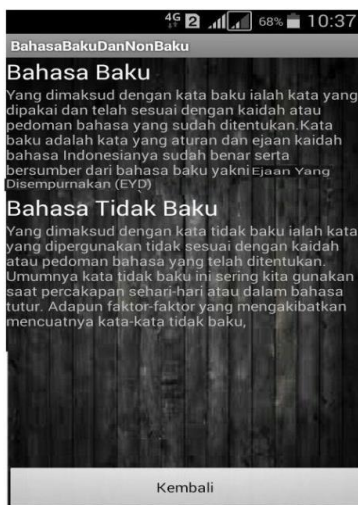 4G 2 68% 10:37
BahasaBakuDanNonBaku
Bahasa Baku
Yang dimaksud dengan kata baku ialah kata yang
dipakai dan telah sesuai dengan kaidah atau
pedoman bahasa yang sudah ditentukan.Kata
baku adalah kata yang aturan dan ejaan kaidah
bahasa Indonesianya sudah benar serta
bersumber dari bahasa baku yakni Ejaan Yang
Disempurnakan (EYD)
Bahasa Tidak Baku
Yang dimaksud dengan kata tidak baku ialah kata
yang dipergunakan tidak sesuai dengan kaidah
atau pedoman bahasa yang telah ditentukan.
Umumnya kata tidak baku ini sering kita gunakan
saat percakapan sehari-hari atau dalam bahasa
tutur. Adapun faktor-faktor yang mengakibatkan
mencuatnya kata-kata tidak baku,
Kembali